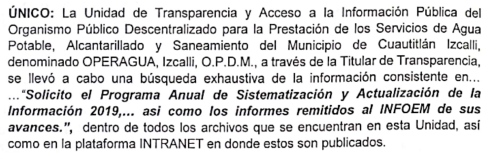 ÚNICO: La Unidad de Transparencia y Acceso a la Información Pública del
Organismo Público Descentralizado para la Prestación de los Servicios de Agua
Potable, Alcantarillado y Saneamiento del Municipio de Cuautitlán Izcalli,
denominado OPERAGUA, Izcalli, O.P.D.M., a través de la Titular de Transparencia,
se llevó a cabo una búsqueda exhaustiva de la información consistente en...
..."Solicito el Programa Anual de Sistematización y Actualización de la
Información 2019,... asi como los informes remitidos al INFOEM de sus
avances.", dentro de todos los archivos que se encuentran en esta Unidad, así
como en la plataforma INTRANET en donde estos son publicados.